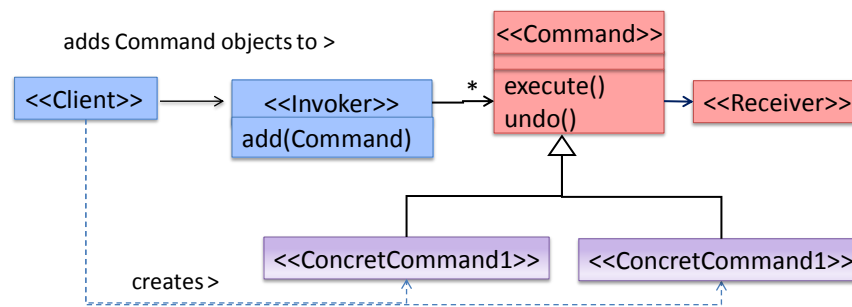 adds Command objects to >
<<Command>>
<<Client>>
<<Invoker>>
add(Command)
*
execute()
undo()
<<Receiver>>
<<ConcretCommand1>>
<<ConcretCommand1>>
creates >